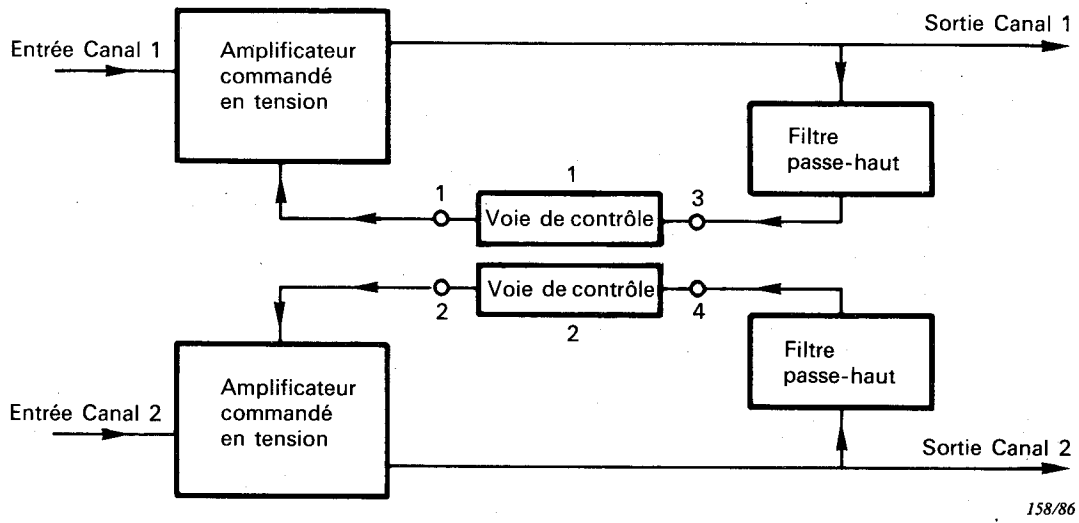 Sortie Canal 1
Entrée Canal 1
Amplificateur
commandé
en tension
Filtre
passe-haut
1
1
3
Voie de contrôle
Voie de contrôle
2
4
2
Filtre
passe-haut
Amplificateur
commandé
en tension
Entrée Canal 2
Sortie Canal 2
158/86